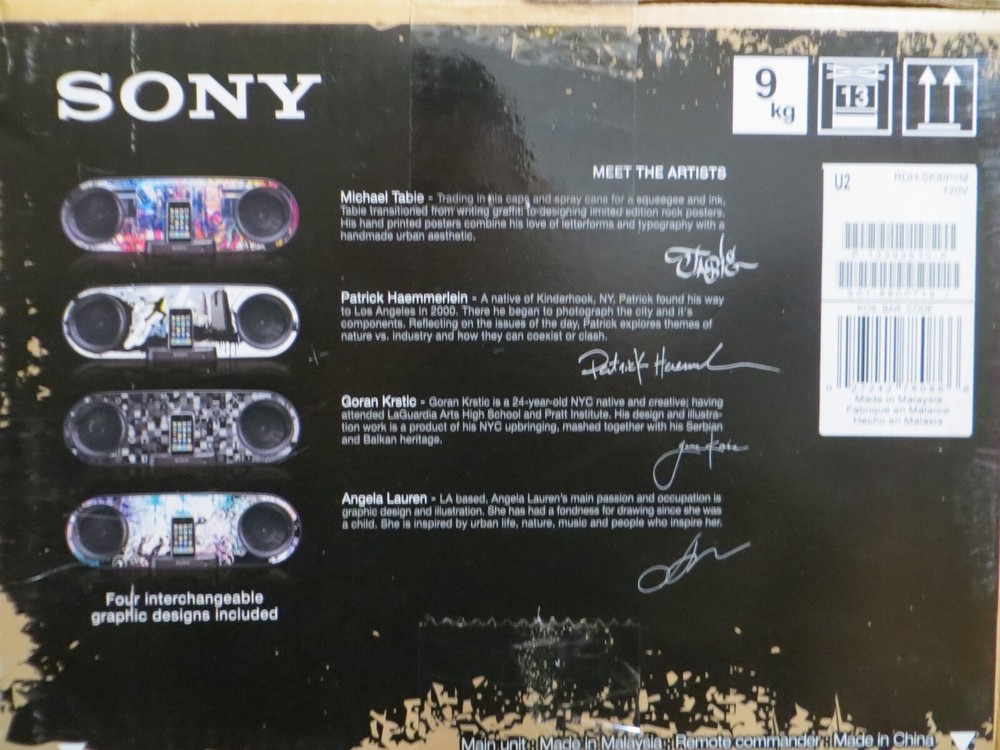 SONY
9
kg
13
MEET THE ARTISTS
Michael Tabie - Trading in his caps and spray cans for a squeegee and ink,
Tabie transitioned from writing graffiti to designing limited edition rock posters.
His hand printed posters combine his love of letterforms and typography with a
handmade urban aesthetic.
Patrick Haemmerlein - A native of Kinderhook, NY, Patrick found his way
to Los Angeles in 2000. There he began to photograph the city and it's
components. Reflecting on the issues of the day, Patrick explores themes of
nature vs. industry and how they can coexist or clash.
Goran Krstic - Goran Krstic is a 24-year-old NYC native and creative; having
attended LaGuardia Arts High School and Pratt Institute. His design and illustra-
tion work is a product of his NYC upbringing, mashed together with his Serbian
and Balkan heritage.
Angela Lauren - LA based, Angela Lauren's main passion and occupation is
graphic design and illustration. She has had a fondness for drawing since she was
a child. She is inspired by urban life, nature, music and people who inspire her.
Four interchangeable
graphic designs included
U2
RDH-SK8iP//M
120V
POS BAR CODE
Made in Malaysia
Fabriqué en Malaisie
Hecho en Malasia
Main unit : Made in Malaysia : Remote commander : Made in China